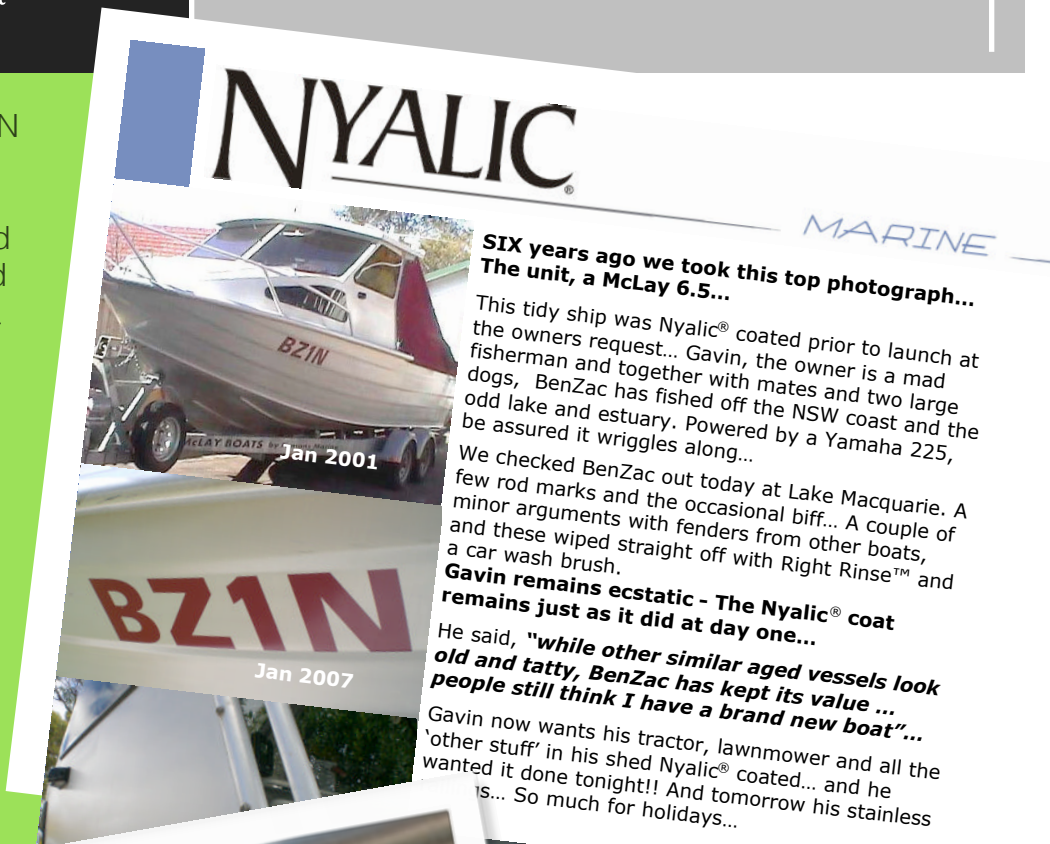 N
d
d
NYALIC®
MARINE
BZ1N
McLAY BOATS by
Jan 2001
BZ1N
Jan 2007
SIX years ago we took this top photograph...
The unit, a McLay 6.5...
This tidy ship was Nyalic® coated prior to launch at
the owners request... Gavin, the owner is a mad
fisherman and together with mates and two large
dogs, BenZac has fished off the NSW coast and the
odd lake and estuary. Powered by a Yamaha 225,
be assured it wriggles along...
We checked BenZac out today at Lake Macquarie. A
few rod marks and the occasional biff... A couple of
minor arguments with fenders from other boats,
and these wiped straight off with Right Rinse™ and
a car wash brush.
Gavin remains ecstatic - The Nyalic® coat
remains just as it did at day one...
He said, “while other similar aged vessels look
old and tatty, BenZac has kept its value ...
people still think I have a brand new boat”...
Gavin now wants his tractor, lawnmower and all the
‘other stuff’ in his shed Nyalic® coated... and he
wanted it done tonight!! And tomorrow his stainless
... So much for holidays...